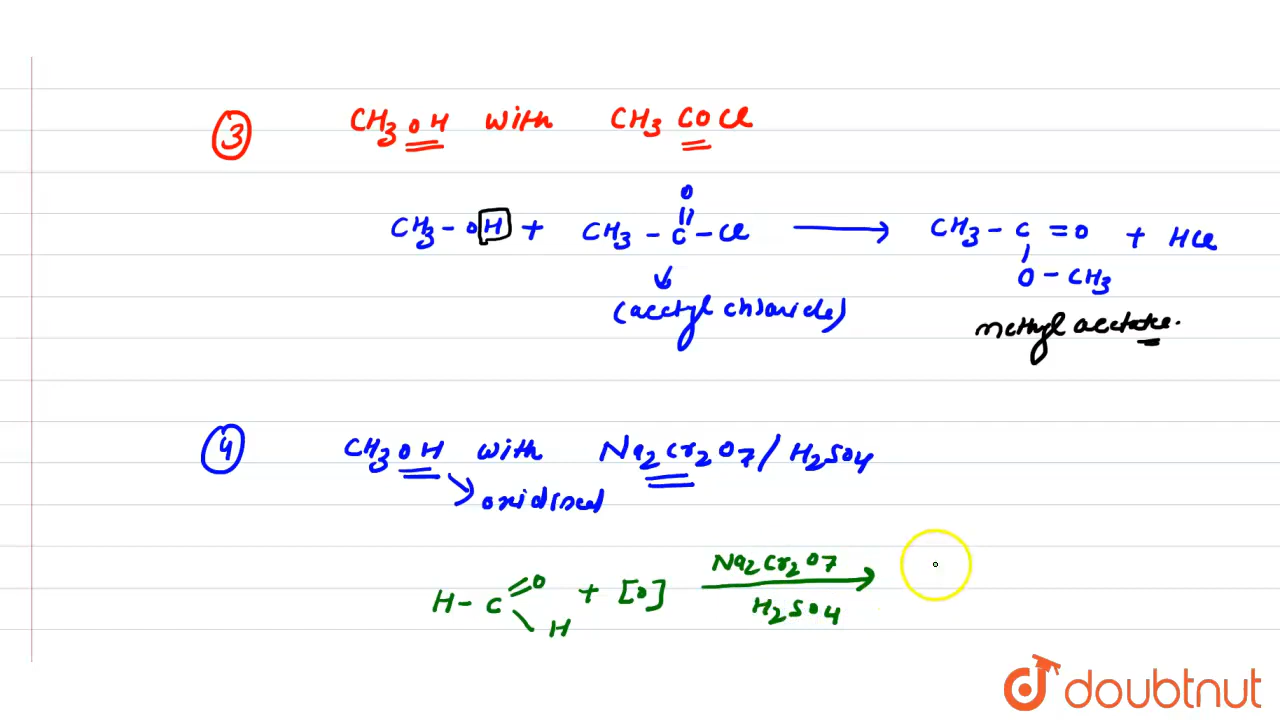 ③ CH₃OH with CH₃COCl
O
CH₃ - OH + CH₃ - C - Cl → CH₃ - C = O + HCl
O - CH₃
(acetyl chloride)
methyl acetate.
④ CH₃OH with Na₂Cr₂O₇/H₂SO₄
oxidised
Na₂Cr₂O₇
H - C = O + [O] →
H
H₂SO₄
doubtnut